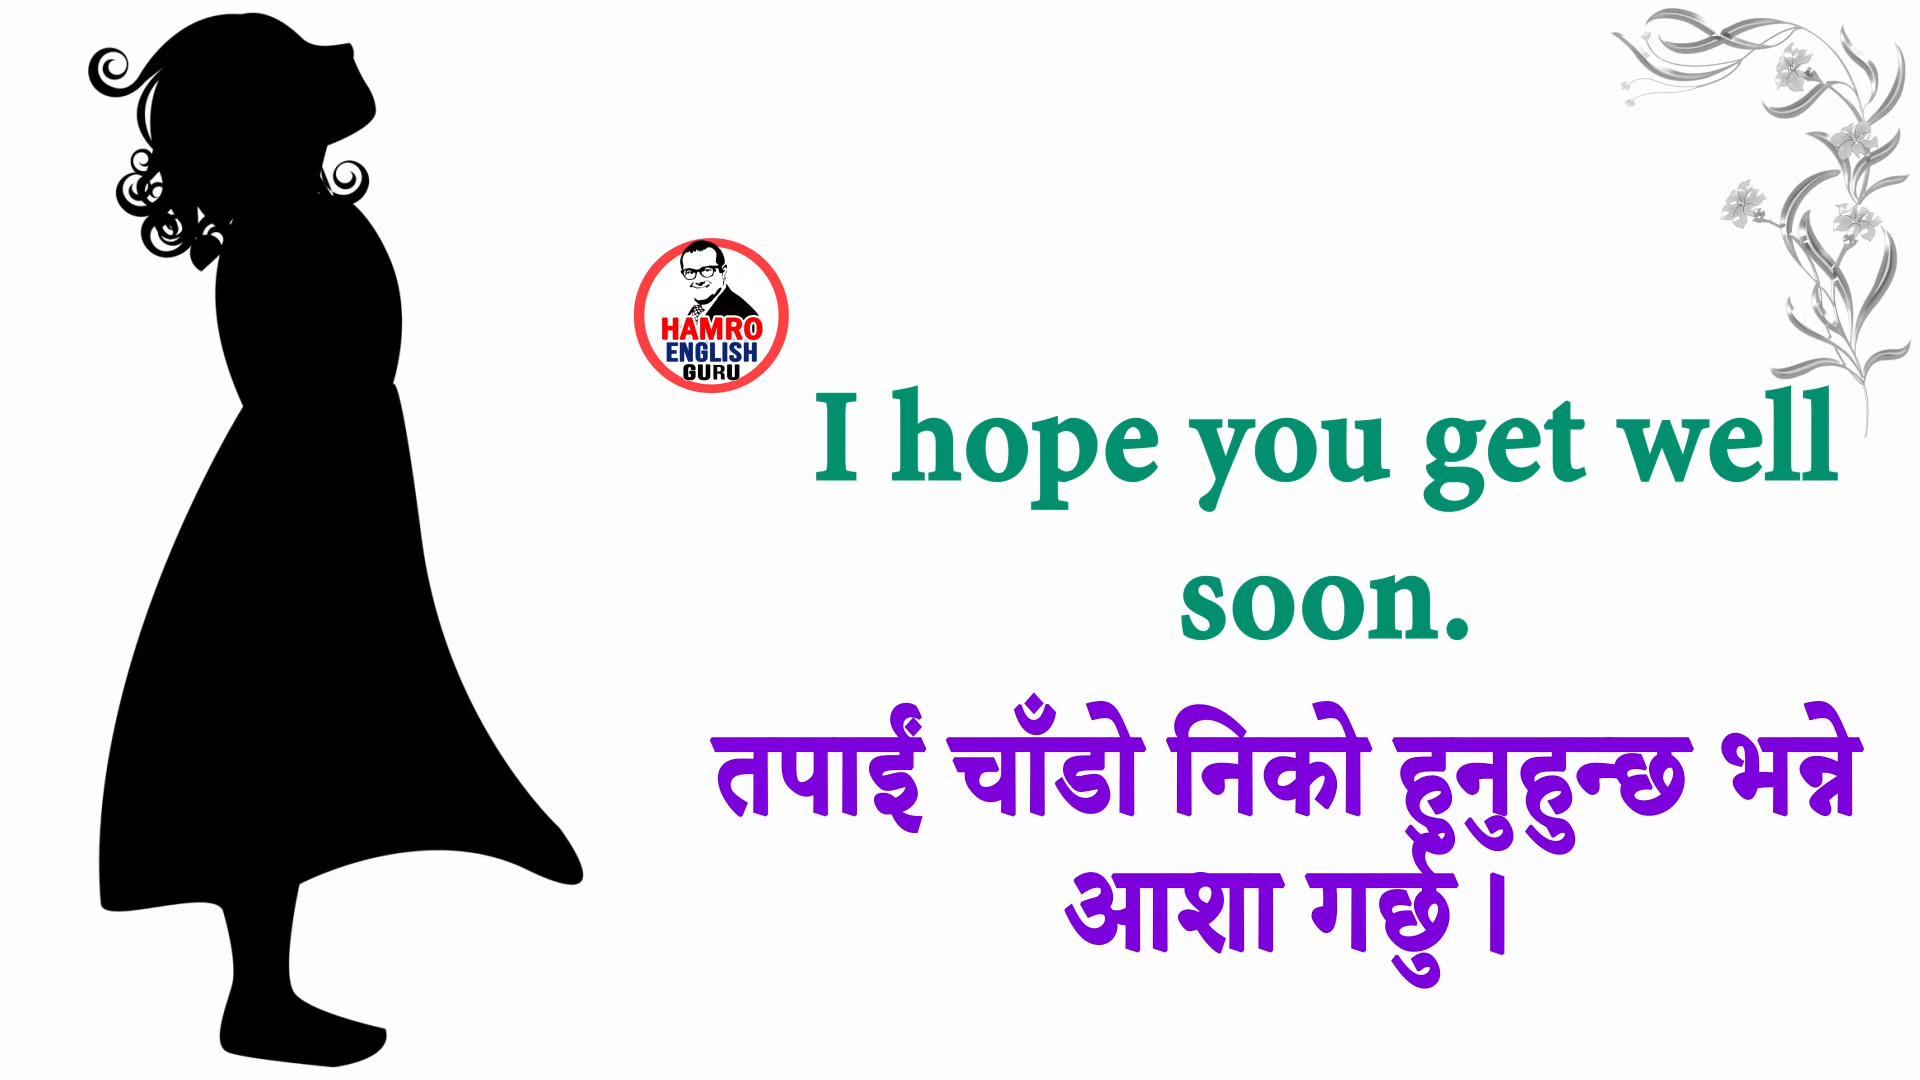 HAMRO
ENGLISH
GURU
I hope you get well
soon.
तपाईं चाँडो निको हुनुहुन्छ भन्ने
आशा गर्छु ।